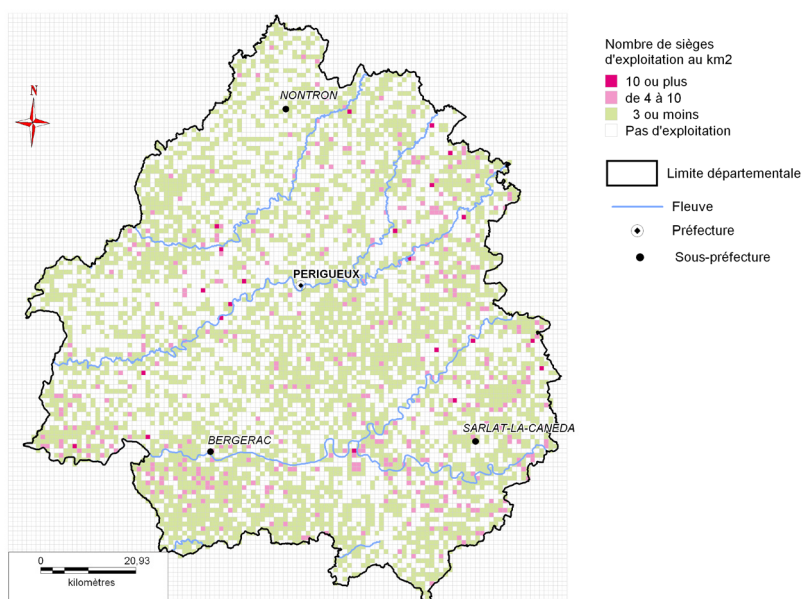 Nombre de sièges
d'exploitation au km2
10 ou plus
de 4 à 10
3 ou moins
Pas d'exploitation
Limite départementale
Fleuve
Préfecture
Sous-préfecture
N
NONTRON
PERIGUEUX
BERGERAC
SARLAT-LA-CANEDA
0 20,93
kilomètres